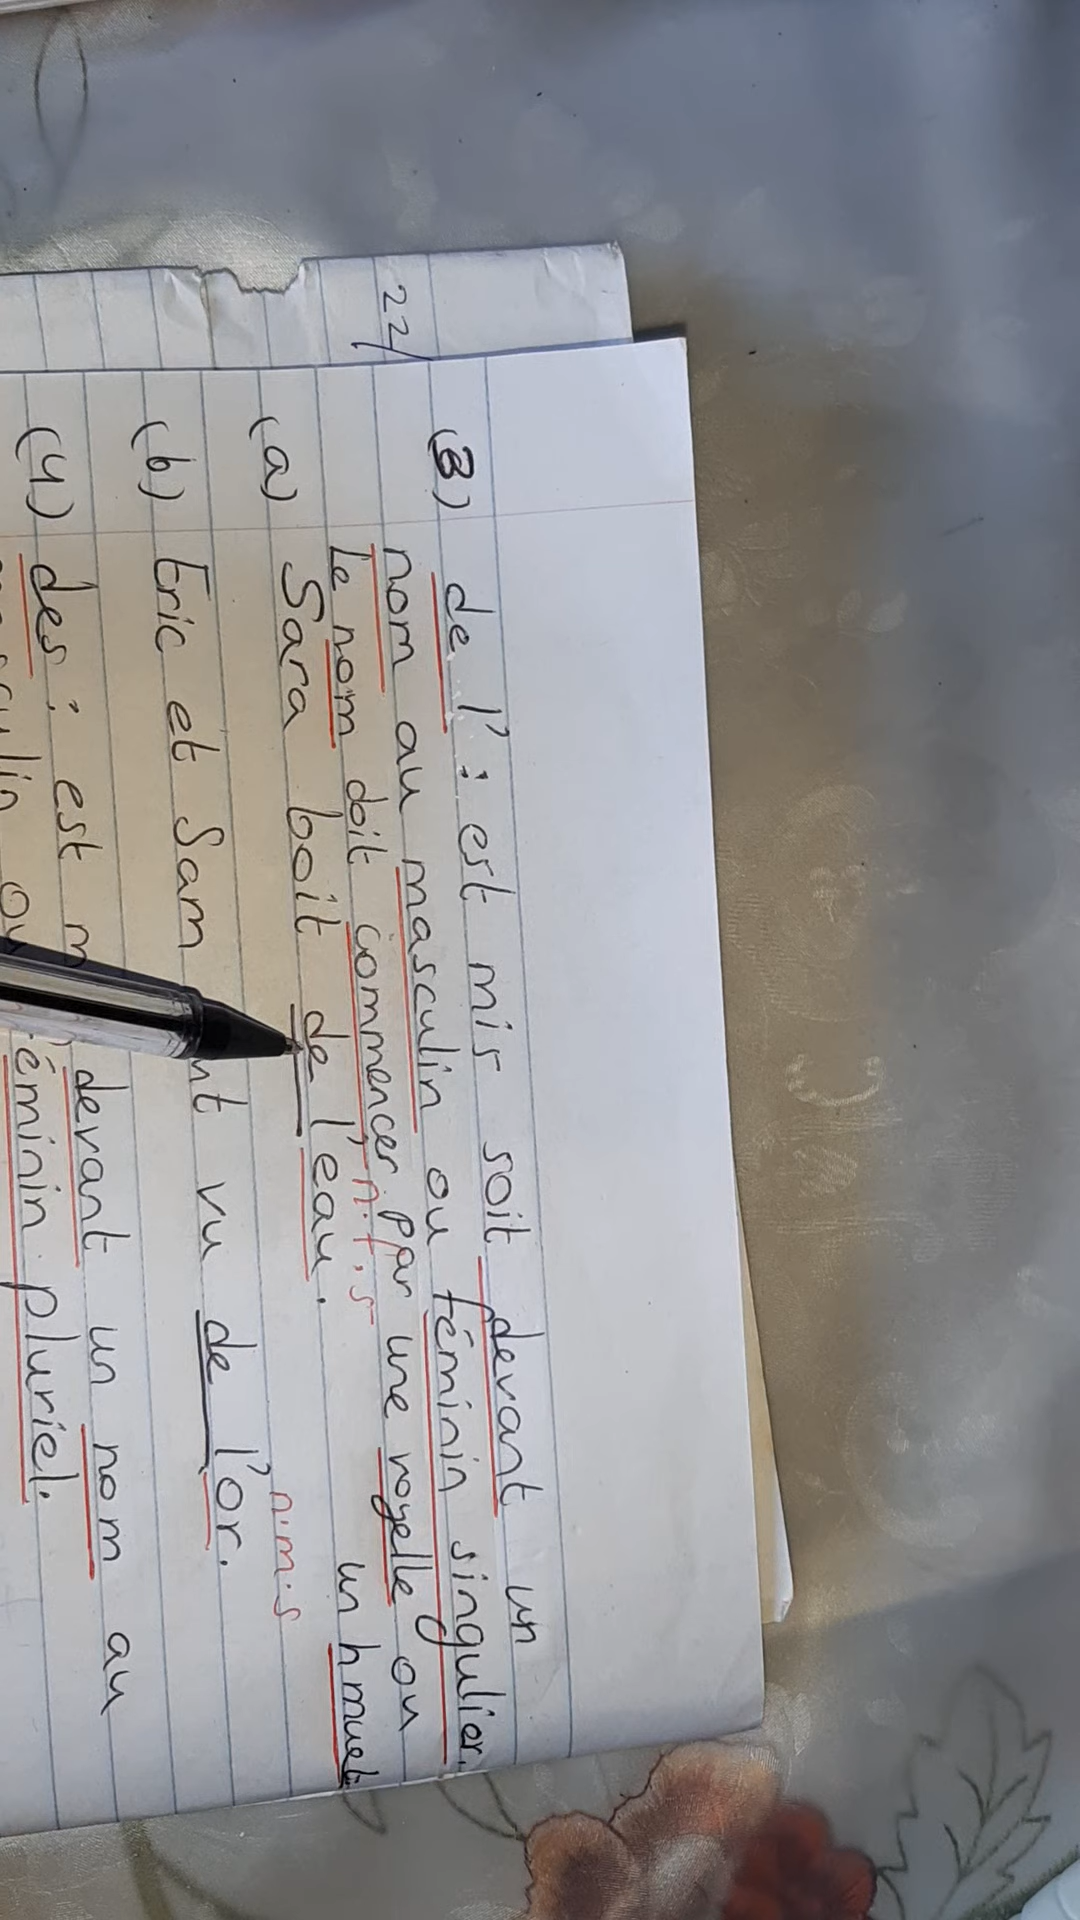 22/
(3) de l' : est mis soit devant un
nom au masculin ou féminin singulier.
Le nom doit commencer par une voyelle ou
un h muet
n.f.s
(a) Sara boit de l'eau.
n.m.s
(b) Eric et Sam nt vu de l'or.
(4) des : est m devant un nom au
féminin pluriel.